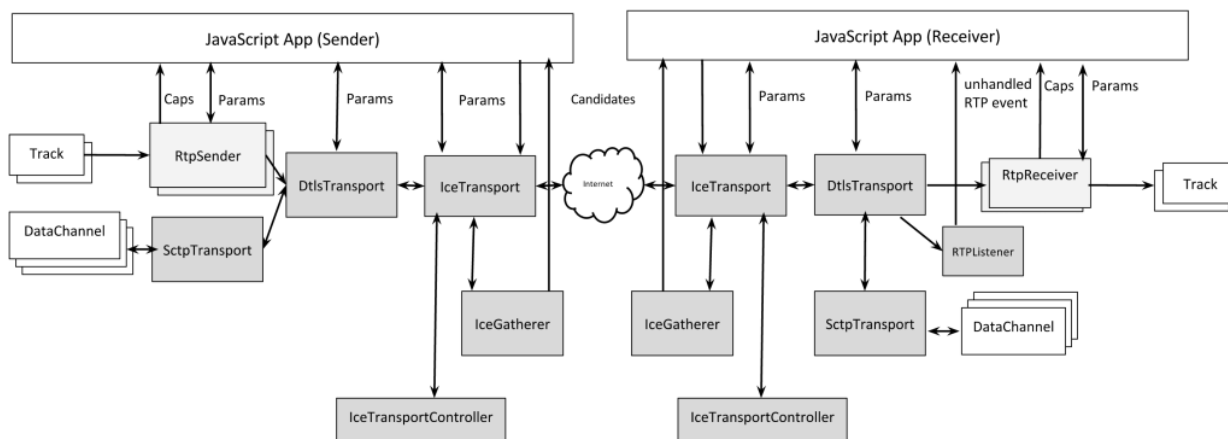 JavaScript App (Sender)
JavaScript App (Receiver)
Caps
Params
Params
Params
Candidates
Params
Params
unhandled
RTP event
Caps
Params
Track
RtpSender
DtlsTransport
IceTransport
Internet
IceTransport
DtlsTransport
RtpReceiver
Track
DataChannel
SctpTransport
RTPListener
IceGatherer
IceGatherer
SctpTransport
DataChannel
IceTransportController
IceTransportController